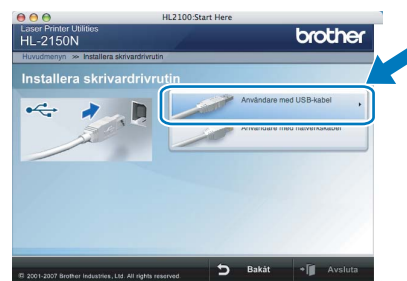 HL2100:Start Here
Laser Printer Utilities
HL-2150N
brother
Huvudmenyn >> Installera skrivardrivrutin
Installera skrivardrivrutin
Användare med USB-kabel
Användare med nätverkskabel
© 2001-2007 Brother Industries, Ltd. All rights reserved
Bakåt
Avsluta